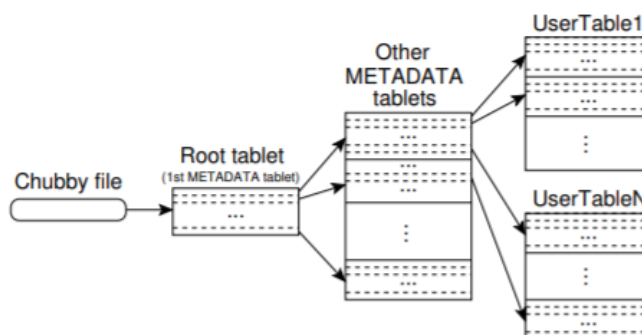 Chubby file
Root tablet
(1st METADATA tablet)
...
Other
METADATA
tablets
...
...
...
⋮
...
UserTable1
...
...
⋮
UserTableN
...
⋮
...